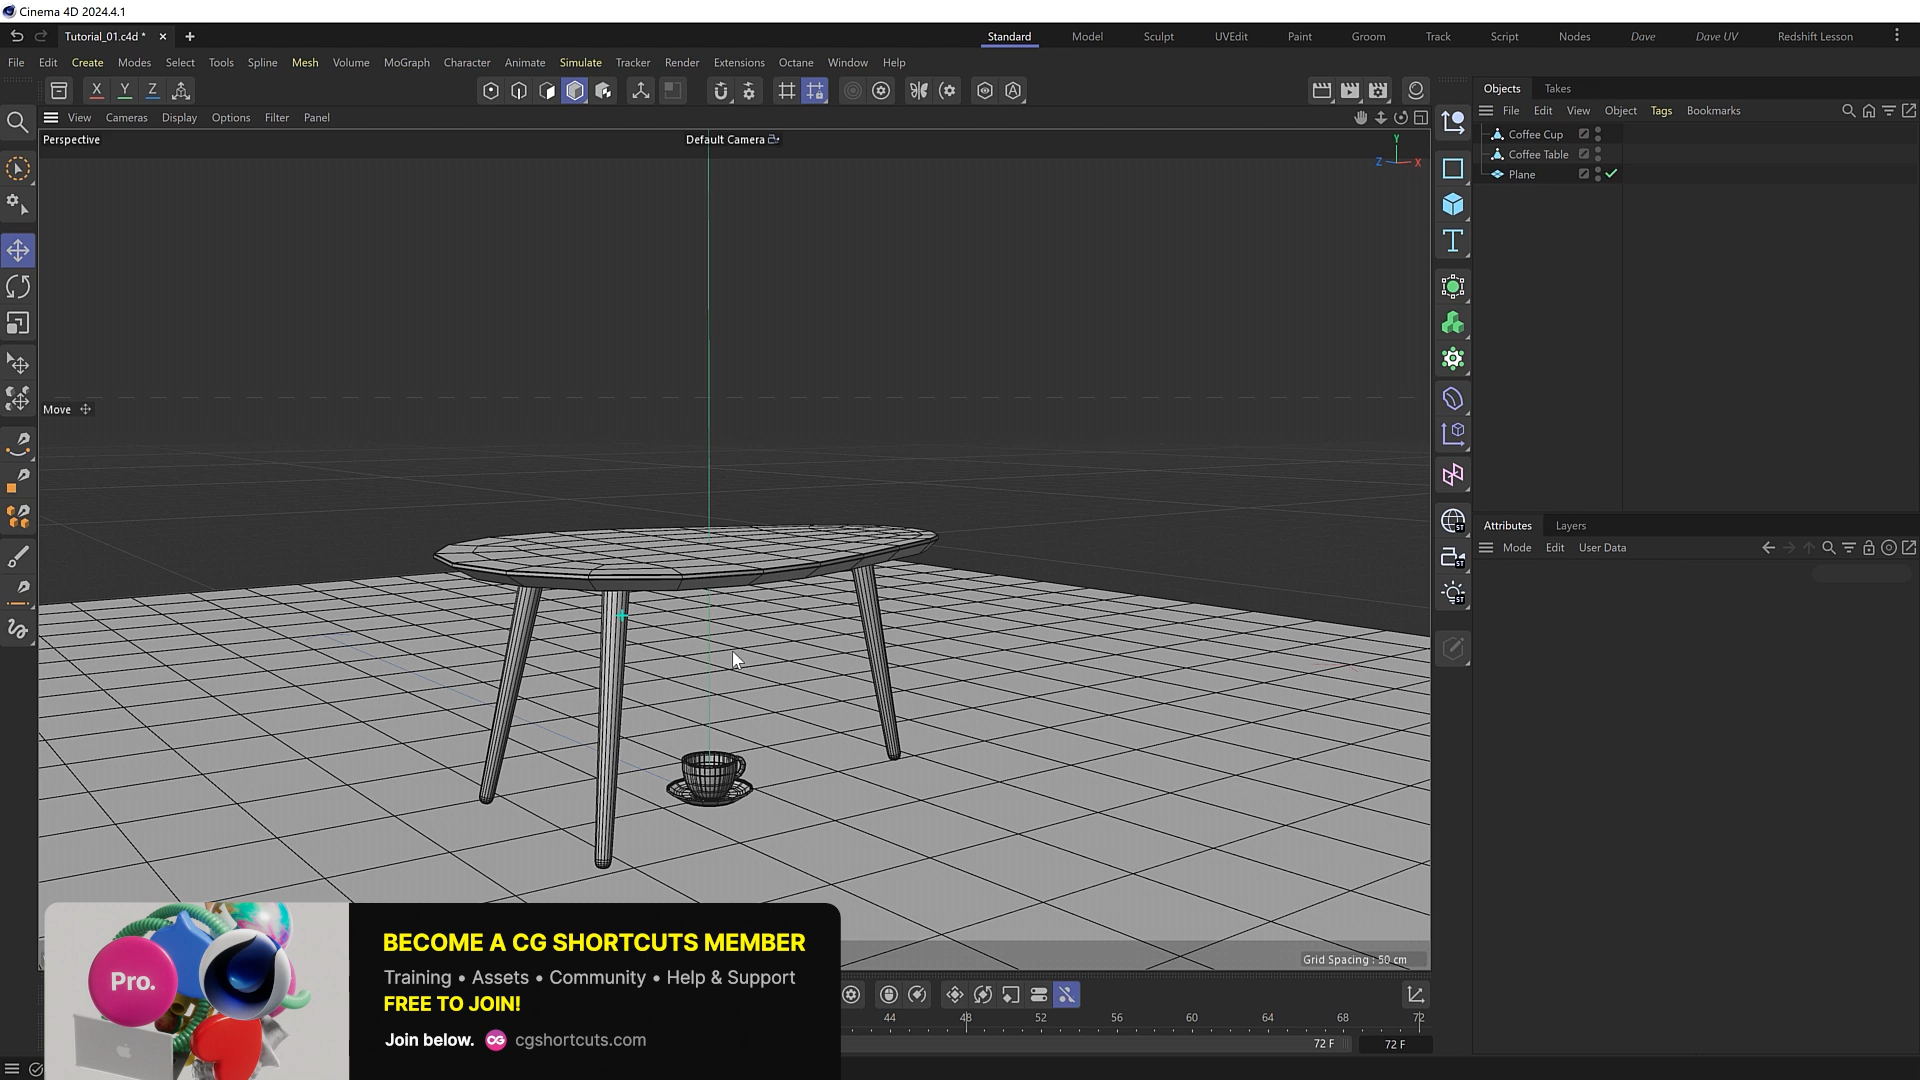 Cinema 4D 2024.4.1
Tutorial_01.c4d *
Standard Model Sculpt UVEdit Paint Groom Track Script Nodes Dave Dave UV Redshift Lesson
File Edit Create Modes Select Tools Spline Mesh Volume MoGraph Character Animate Simulate Tracker Render Extensions Octane Window Help
X Y Z
Objects Takes
File Edit View Object Tags Bookmarks
View Cameras Display Options Filter Panel
Perspective
Default Camera
Y
Z X
Coffee Cup
Coffee Table
Plane
Move
Attributes Layers
Mode Edit User Data
ST
ST
ST
Grid Spacing : 50 cm
44 48 52 56 60 64 68 72
72 F 72 F
Pro.
BECOME A CG SHORTCUTS MEMBER
Training • Assets • Community • Help & Support
FREE TO JOIN!
Join below. CG cgshortcuts.com